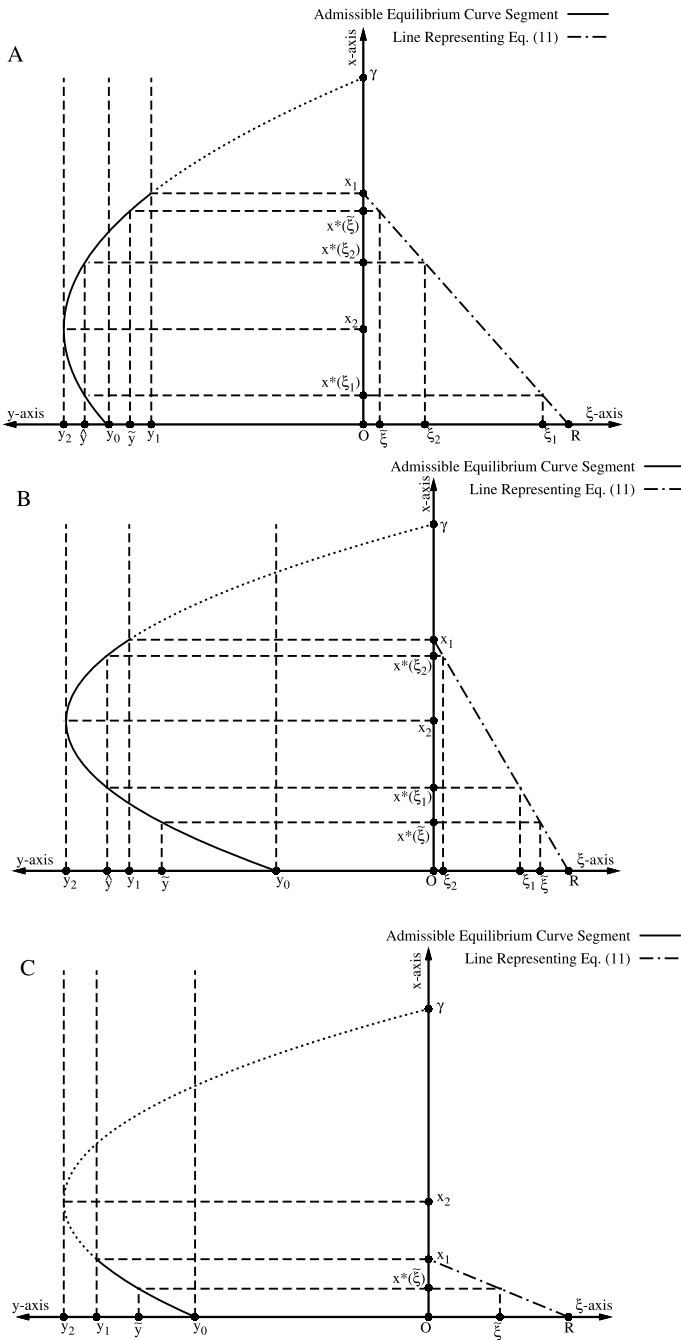 Admissible Equilibrium Curve Segment
Line Representing Eq. (11)
A
x-axis
γ
x₁
x*(ξ̃)
x*(ξ₂)
x₂
x*(ξ₁)
y-axis
ξ-axis
y₂ ŷ y₀ ỹ y₁ O ξ̃ ξ₂ ξ₁ R
Admissible Equilibrium Curve Segment
Line Representing Eq. (11)
B
x-axis
γ
x₁
x*(ξ₂)
x₂
x*(ξ₁)
x*(ξ̃)
y-axis
ξ-axis
y₂ ŷ y₁ ỹ y₀ O ξ₂ ξ₁ ξ̃ R
Admissible Equilibrium Curve Segment
Line Representing Eq. (11)
C
x-axis
γ
x₂
x₁
x*(ξ̃)
y-axis
ξ-axis
y₂ y₁ ỹ y₀ O ξ̃ R